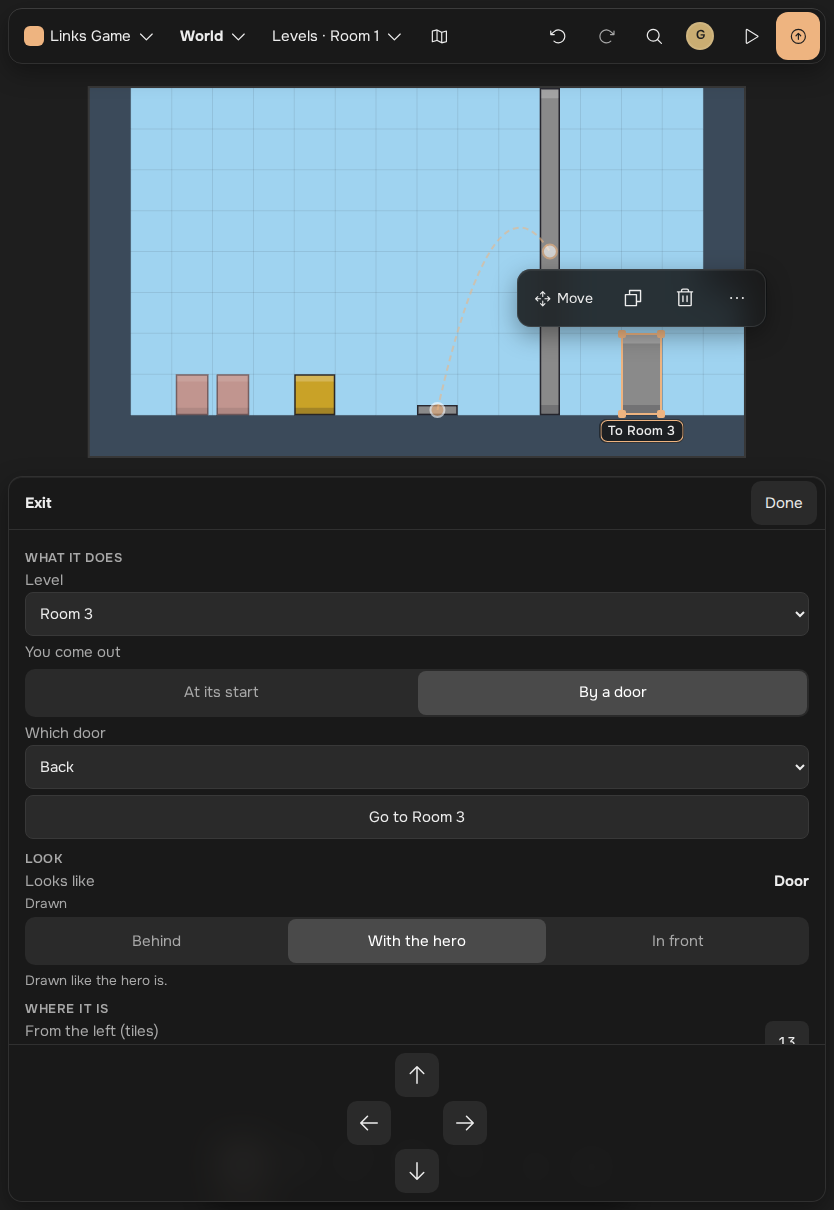 Links Game
World
Levels · Room 1
G
Move
To Room 3
Exit
Done
WHAT IT DOES
Level
Room 3
You come out
At its start
By a door
Which door
Back
Go to Room 3
LOOK
Looks like
Door
Drawn
Behind
With the hero
In front
Drawn like the hero is.
WHERE IT IS
From the left (tiles)
13